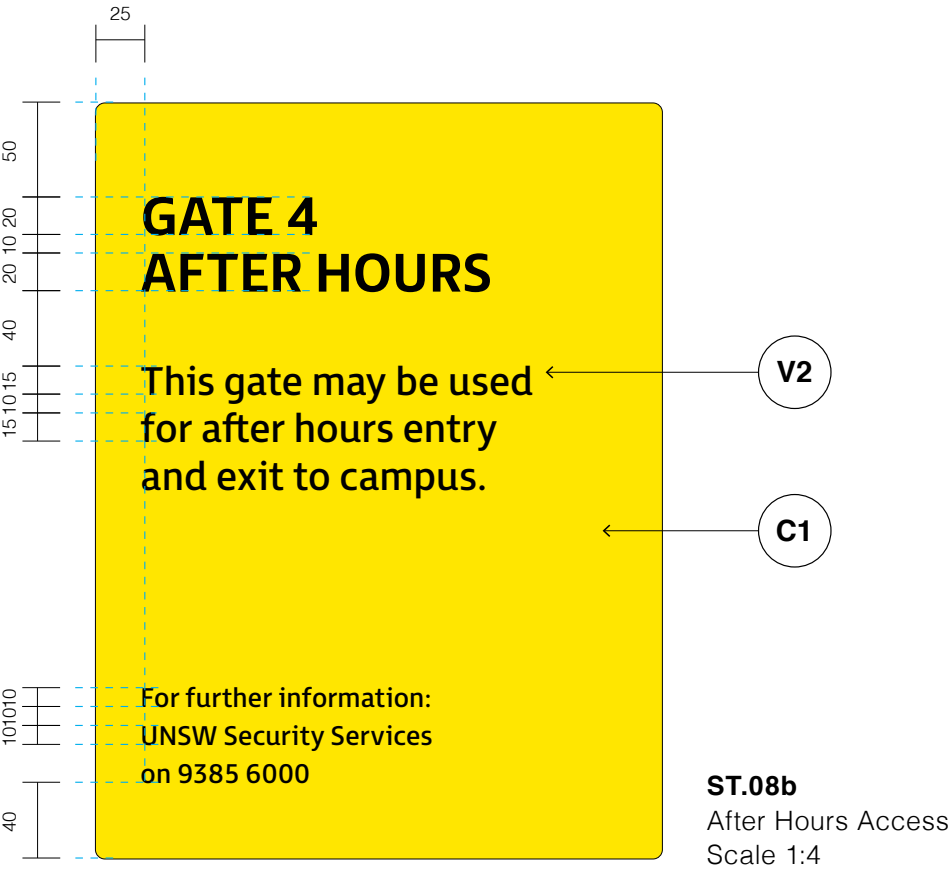 25
50
20
10
20
40
15
10
15
10
10
10
40
GATE 4
AFTER HOURS
This gate may be used
for after hours entry
and exit to campus.
For further information:
UNSW Security Services
on 9385 6000
V2
C1
ST.08b
After Hours Access
Scale 1:4